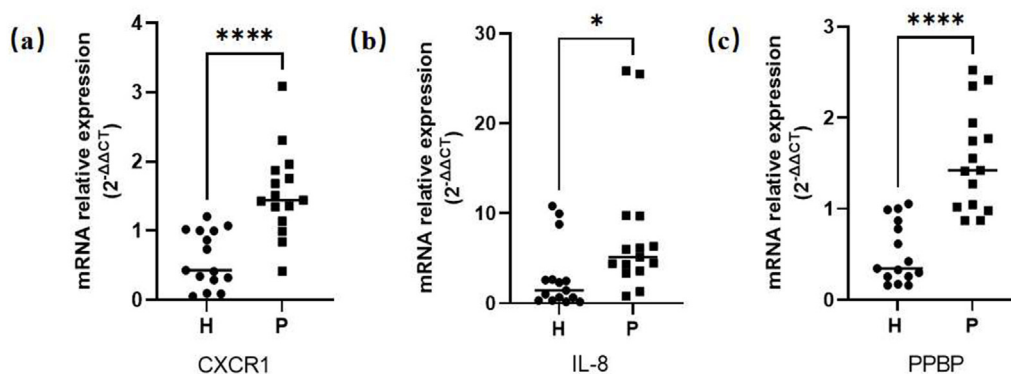 (a)
mRNA relative expression
(2^-ΔΔCT)
4
3
2
1
0
****
H
P
CXCR1
(b)
mRNA relative expression
(2^-ΔΔCT)
30
20
10
0
*
H
P
IL-8
(c)
mRNA relative expression
(2^-ΔΔCT)
3
2
1
0
****
H
P
PPBP